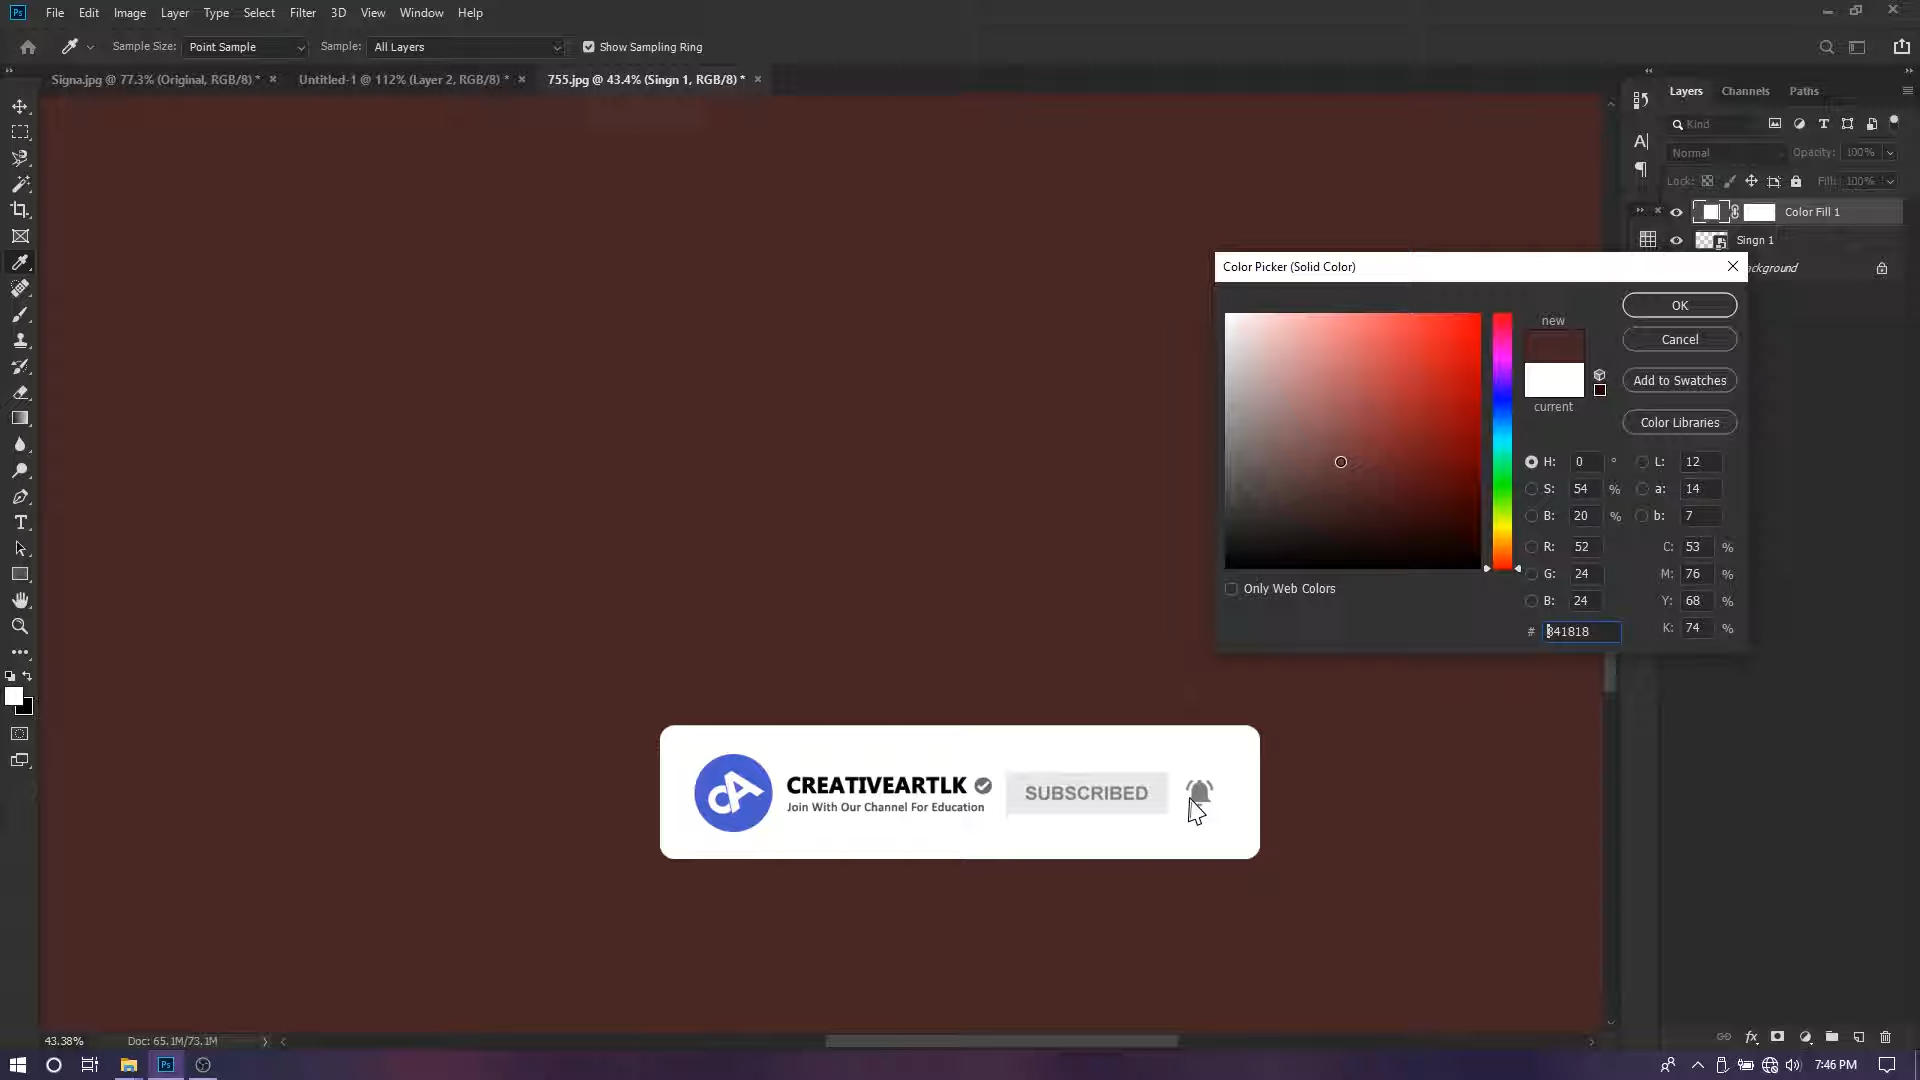 Ps File Edit Image Layer Type Select Filter 3D View Window Help
Sample Size: Point Sample Sample: All Layers Show Sampling Ring
Signa.jpg @ 77.3% (Original, RGB/8) * × Untitled-1 @ 112% (Layer 2, RGB/8) * × 755.jpg @ 43.4% (Singn 1, RGB/8) * ×
Layers Channels Paths
Kind
Normal Opacity: 100%
Lock: Fill: 100%
Color Fill 1
Singn 1
ackground
Color Picker (Solid Color)
new
current
OK
Cancel
Add to Swatches
Color Libraries
H: 0 ° L: 12
S: 54 % a: 14
B: 20 % b: 7
R: 52 C: 53 %
G: 24 M: 76 %
B: 24 Y: 68 %
# 341818 K: 74 %
Only Web Colors
CREATIVEARTLK
Join With Our Channel For Education
SUBSCRIBED
43.38% Doc: 65.1M/73.1M
Ps 7:46 PM